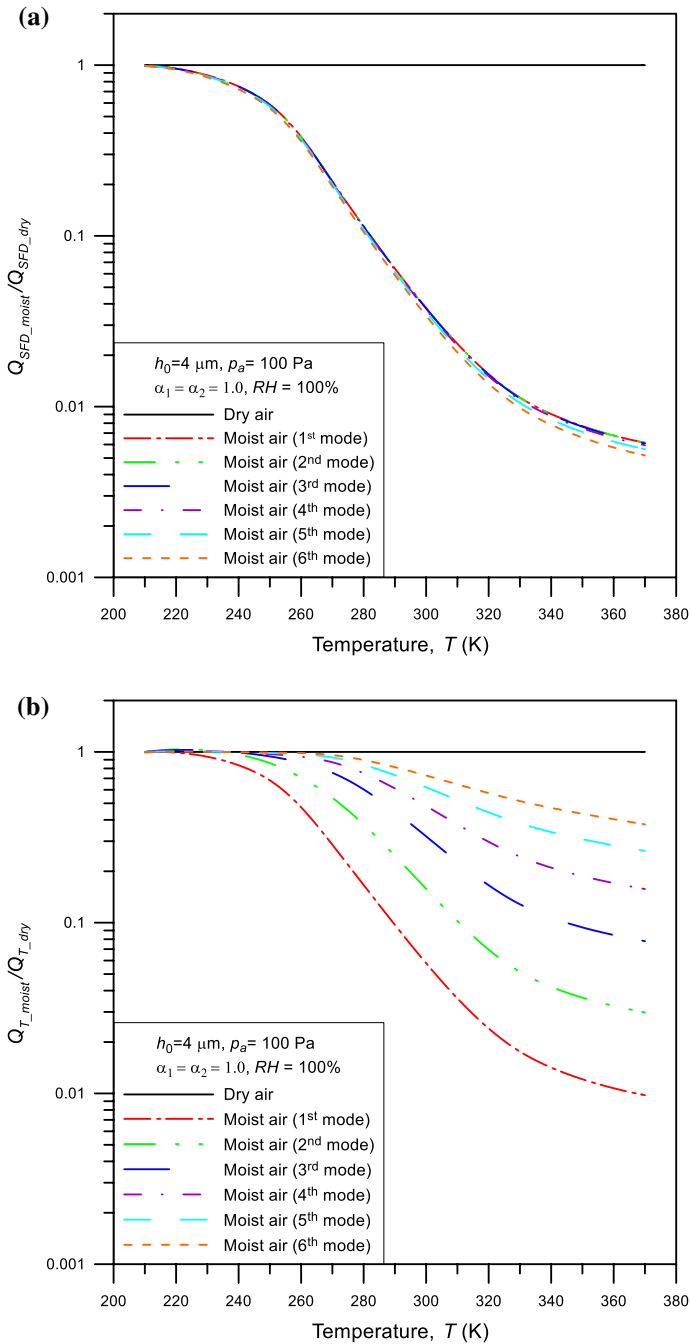 (a)
1
0.1
0.01
0.001
Q_SFD_moist/Q_SFD_dry
h₀=4 μm, pₐ= 100 Pa
α₁ = α₂ = 1.0, RH = 100%
Dry air
Moist air (1ˢᵗ mode)
Moist air (2ⁿᵈ mode)
Moist air (3ʳᵈ mode)
Moist air (4ᵗʰ mode)
Moist air (5ᵗʰ mode)
Moist air (6ᵗʰ mode)
200 220 240 260 280 300 320 340 360 380
Temperature, T (K)
(b)
1
0.1
0.01
0.001
Q_T_moist/Q_T_dry
h₀=4 μm, pₐ= 100 Pa
α₁ = α₂ = 1.0, RH = 100%
Dry air
Moist air (1ˢᵗ mode)
Moist air (2ⁿᵈ mode)
Moist air (3ʳᵈ mode)
Moist air (4ᵗʰ mode)
Moist air (5ᵗʰ mode)
Moist air (6ᵗʰ mode)
200 220 240 260 280 300 320 340 360 380
Temperature, T (K)